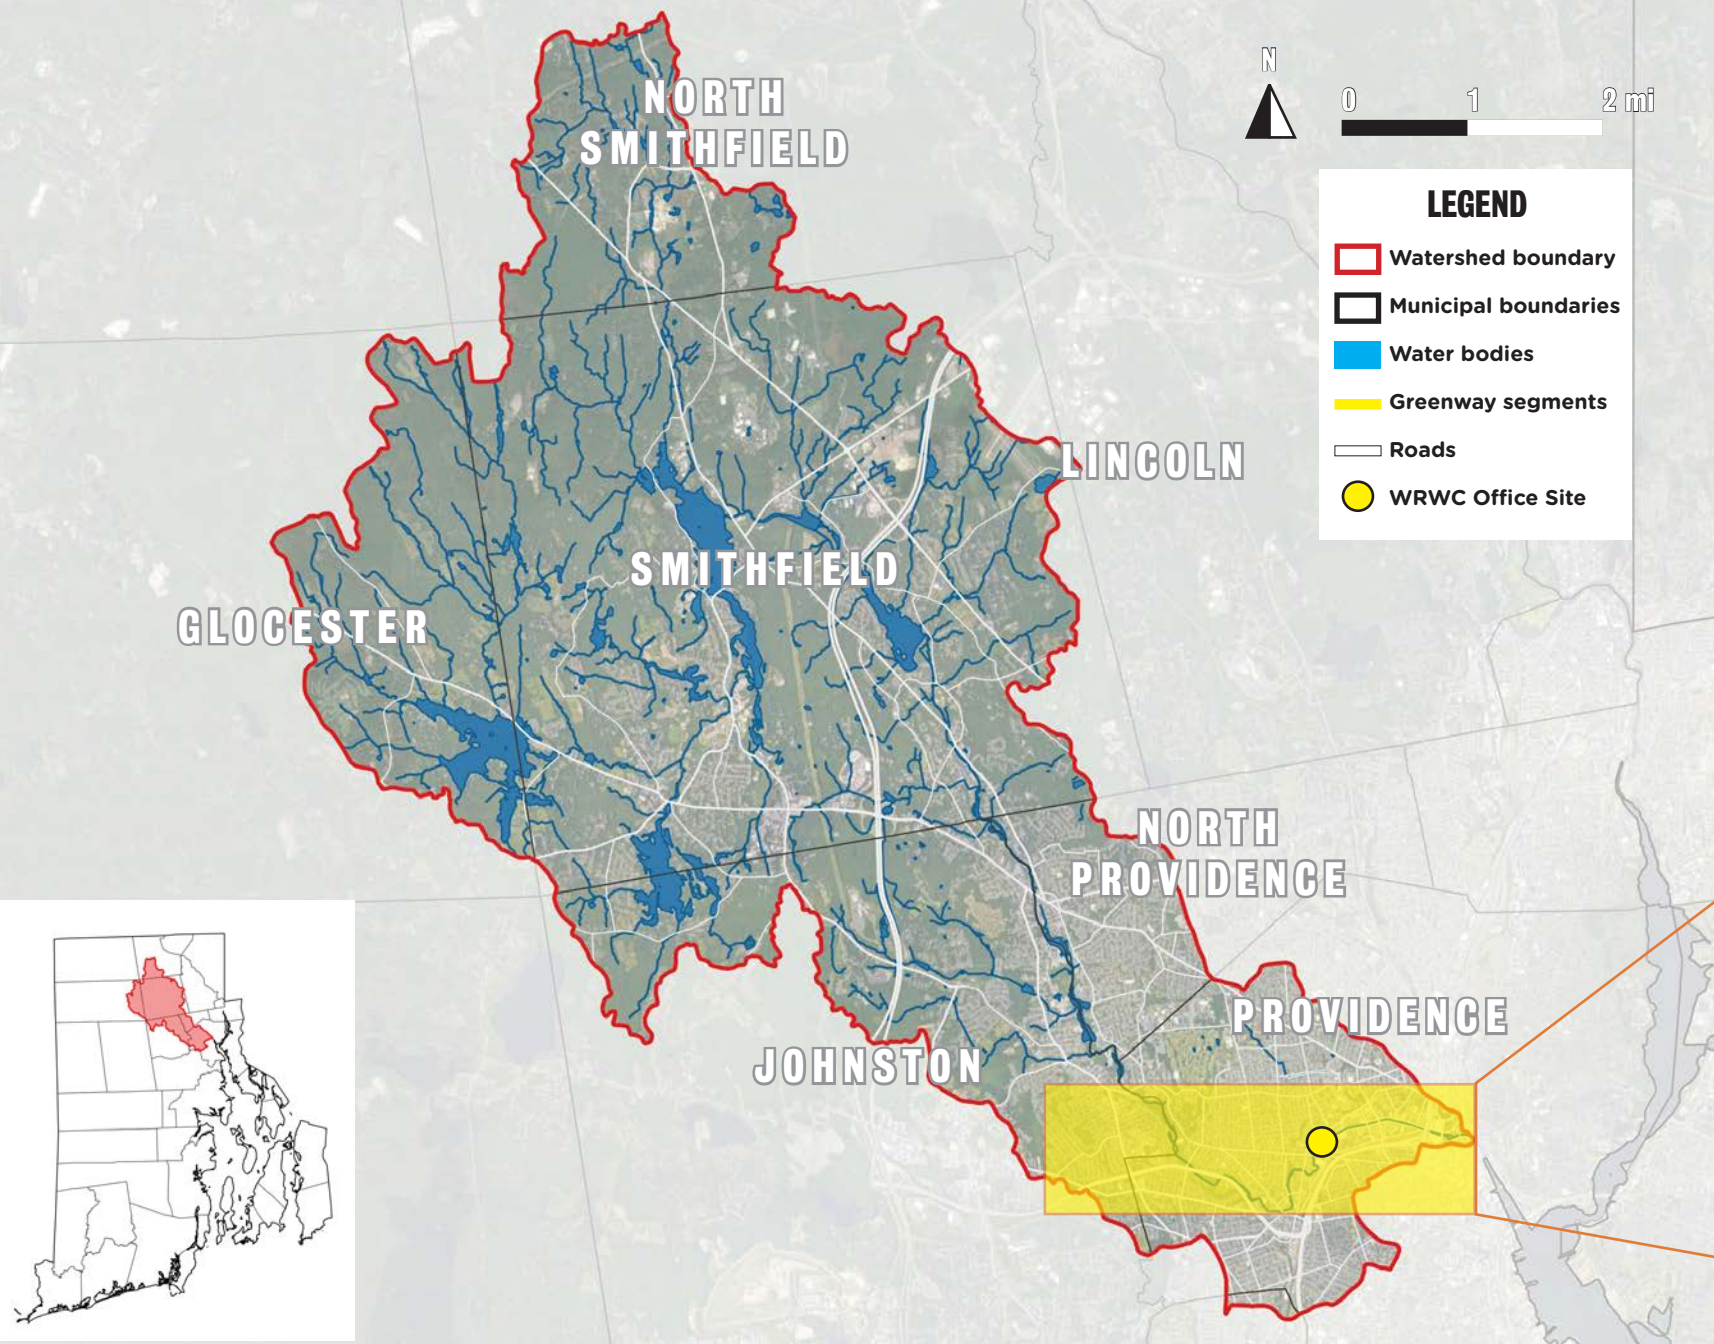 NORTH
SMITHFIELD
N
0 1 2 mi
LEGEND
Watershed boundary
Municipal boundaries
Water bodies
Greenway segments
Roads
WRWC Office Site
LINCOLN
SMITHFIELD
GLOCESTER
NORTH
PROVIDENCE
PROVIDENCE
JOHNSTON